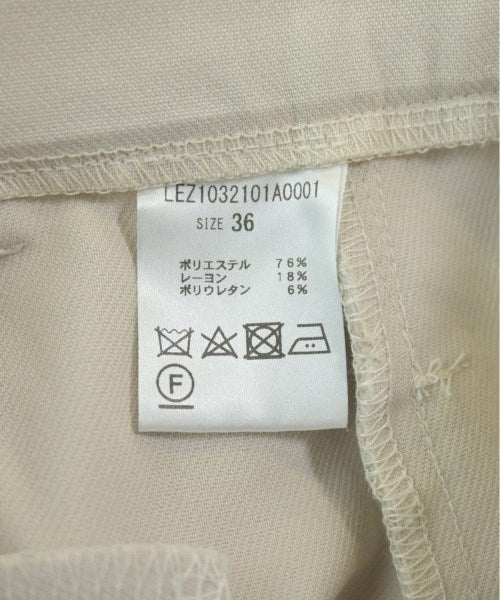 LEZ1032101A0001
SIZE 36
ポリエステル 76%
レーヨン 18%
ポリウレタン 6%
F